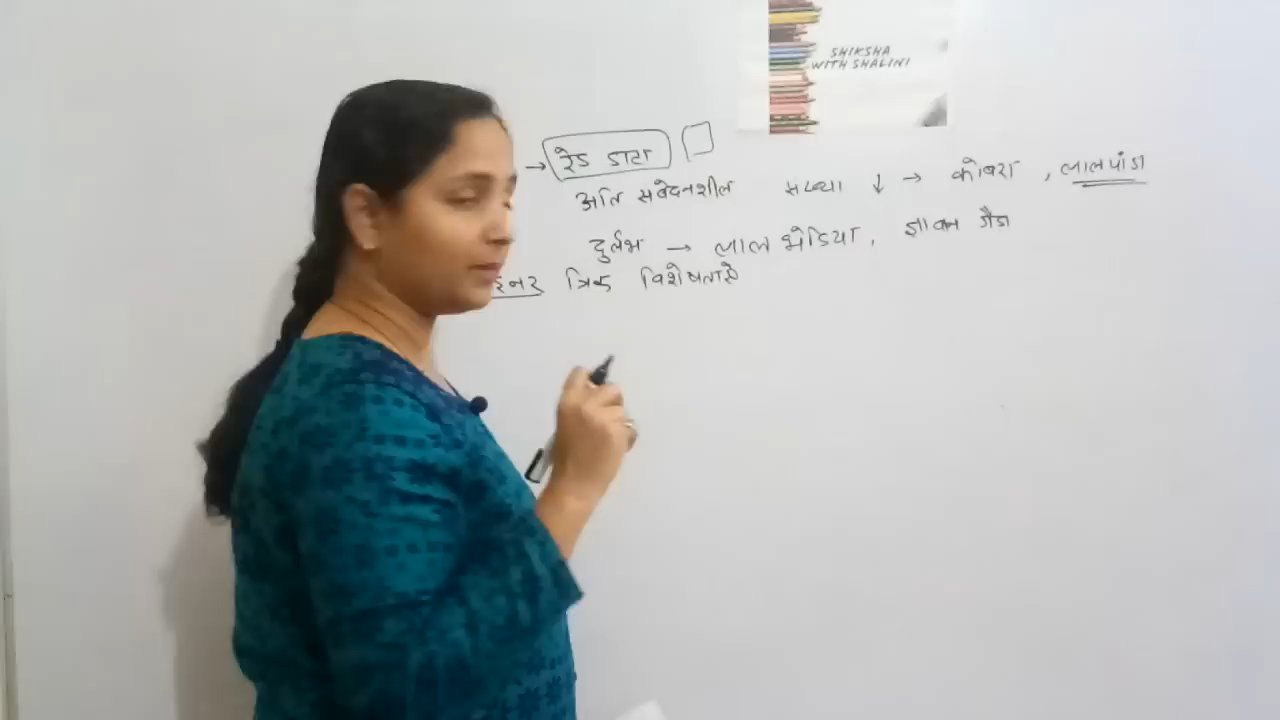 SHIKSHA
WITH SHALINI
→ रेड डाटा
अति संवेदनशील संख्या ↓ → कोबरा , लालपांडा
दुर्लभ → लाल भेडिया,
त्रिक विशेषताऐ